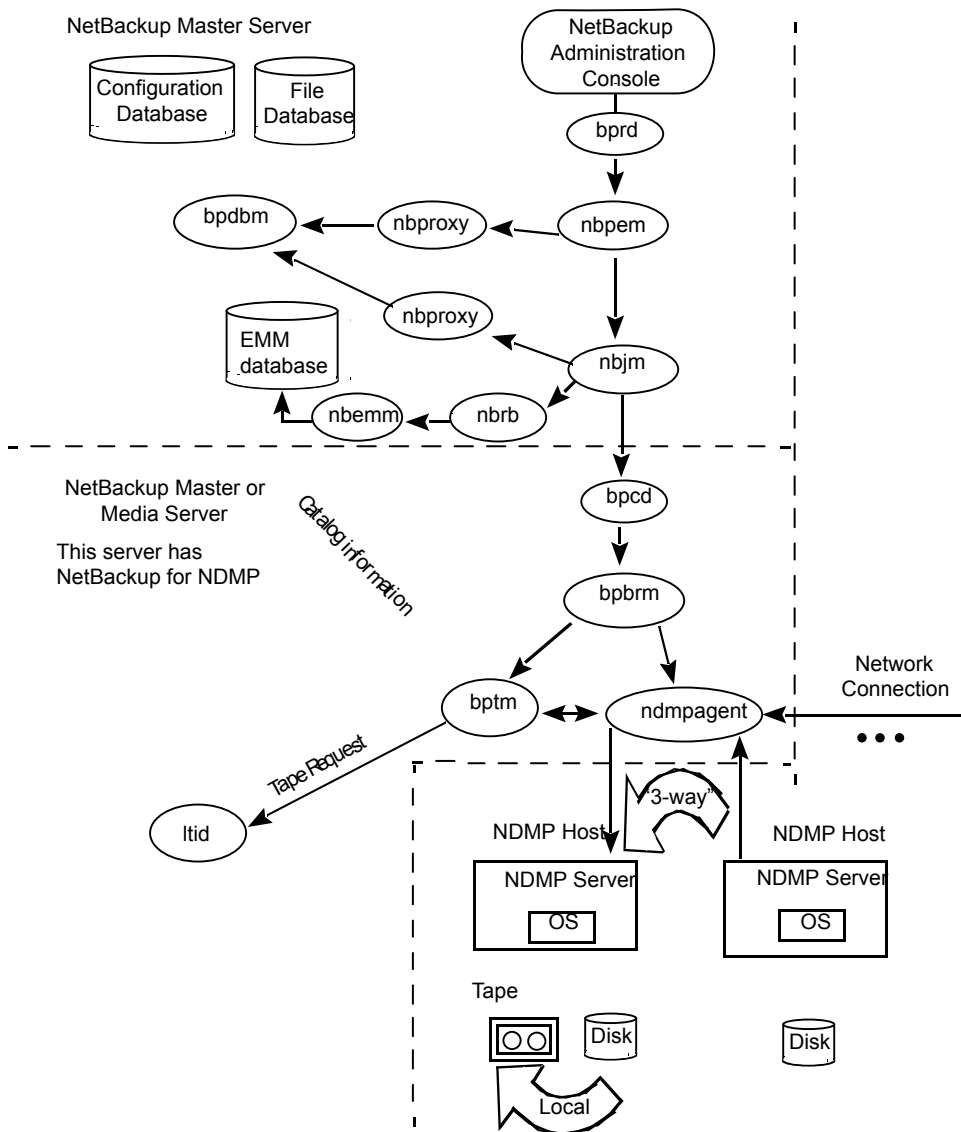 NetBackup Master Server
NetBackup
Administration
Console
Configuration
Database
File
Database
bprd
bpdbm
nbproxy
nbpem
nbproxy
EMM
database
nbjm
nbemm
nbrb
NetBackup Master or
Media Server
This server has
NetBackup for NDMP
Catalog information
bpcd
bpbrm
Network
Connection
bptm
ndmpagent
•••
Tape Request
"3-way"
ltid
NDMP Host
NDMP Host
NDMP Server
NDMP Server
OS
OS
Tape
Disk
Disk
Local